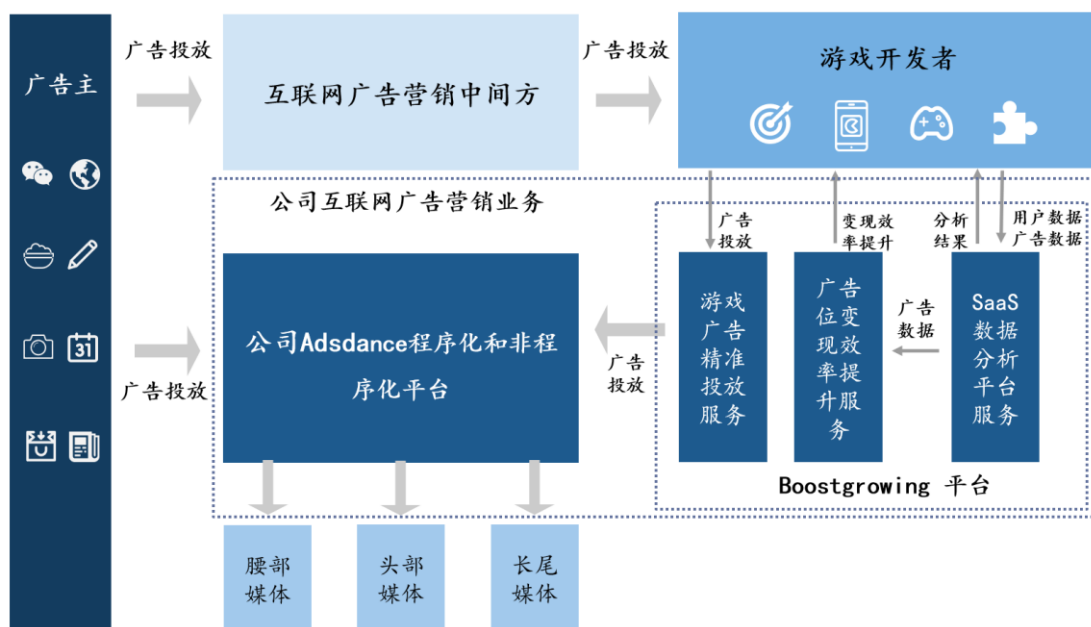 广告主
广告投放
互联网广告营销中间方
广告投放
游戏开发者
公司互联网广告营销业务
广告
投放
变现效
率提升
分析
结果
用户数据
广告数据
广告投放
公司Adsdance程序化和非程
序化平台
广告
投放
游戏
广告
精准
投放
服务
广告
位变
现效
率提
升服
务
广告
数据
SaaS
数据
分析
平台
服务
Boostgrowing 平台
腰部
媒体
头部
媒体
长尾
媒体
31